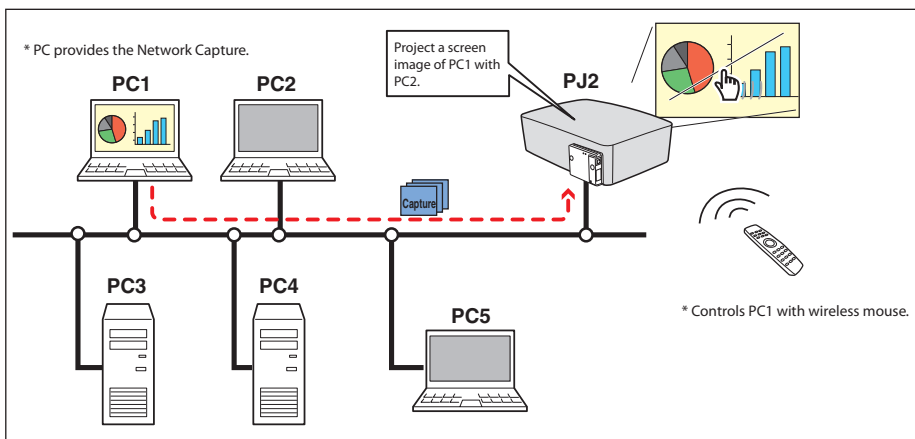 * PC provides the Network Capture.
Project a screen
image of PC1 with
PC2.
PC1
PC2
PJ2
Capture
PC3
PC4
PC5
* Controls PC1 with wireless mouse.